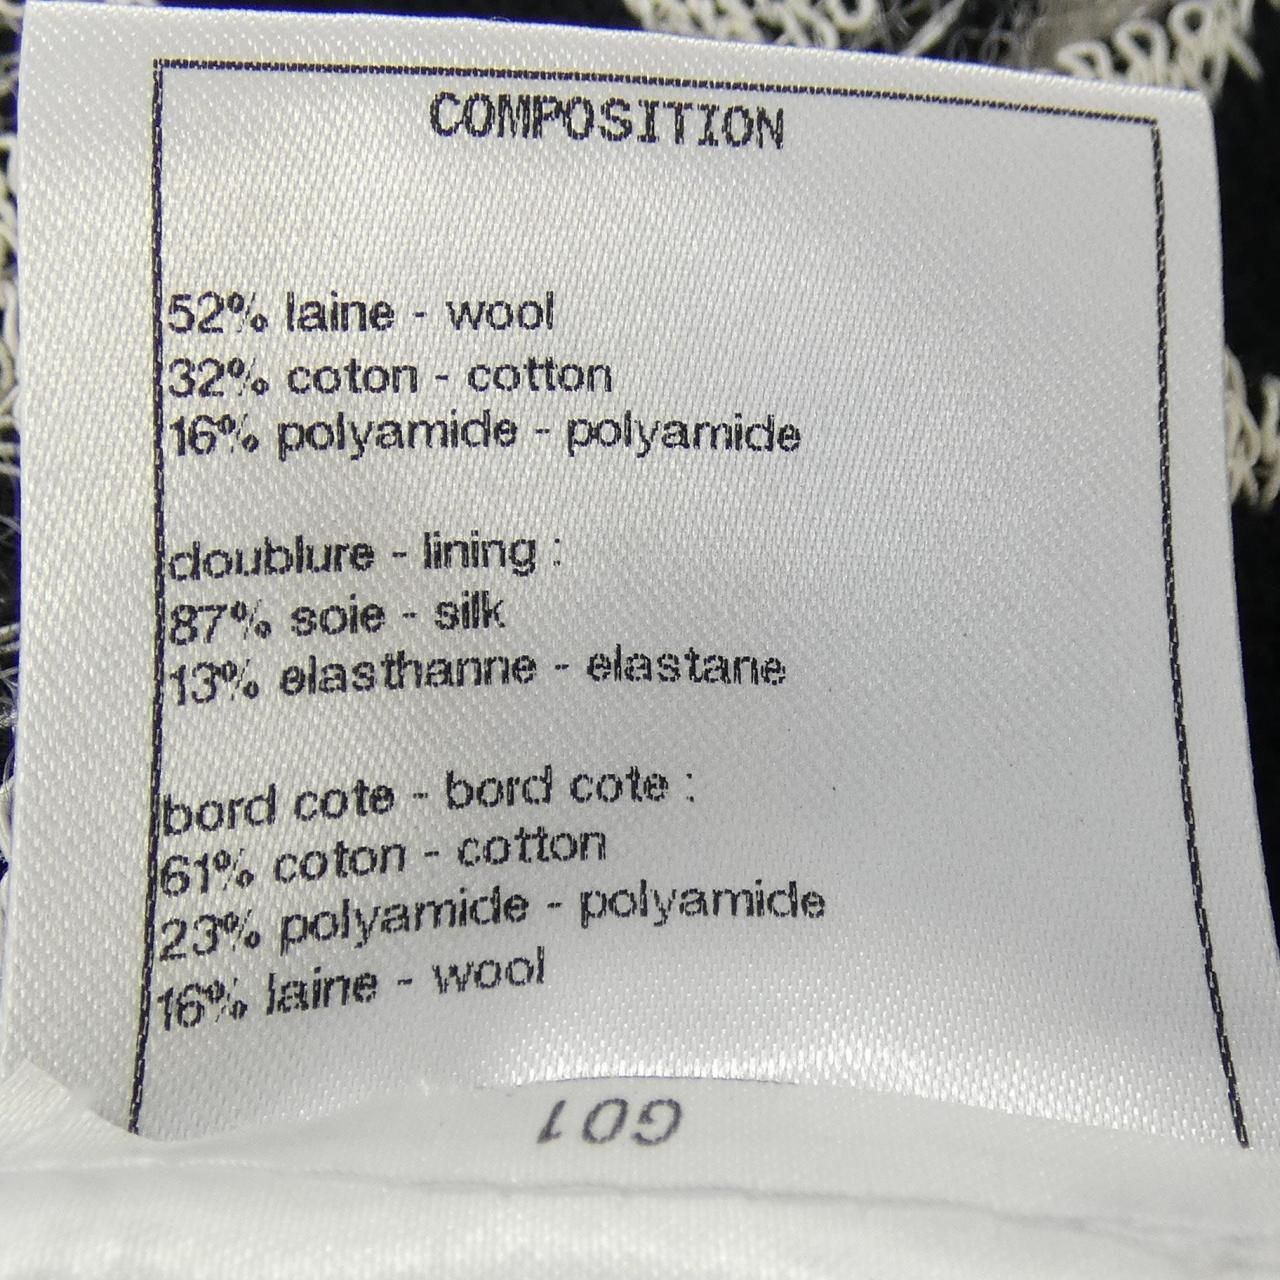 COMPOSITION
52% laine - wool
32% coton - cotton
16% polyamide - polyamide
doublure - lining :
87% soie - silk
13% elasthanne - elastane
bord cote - bord cote :
61% coton - cotton
23% polyamide - polyamide
16% laine - wool
G01